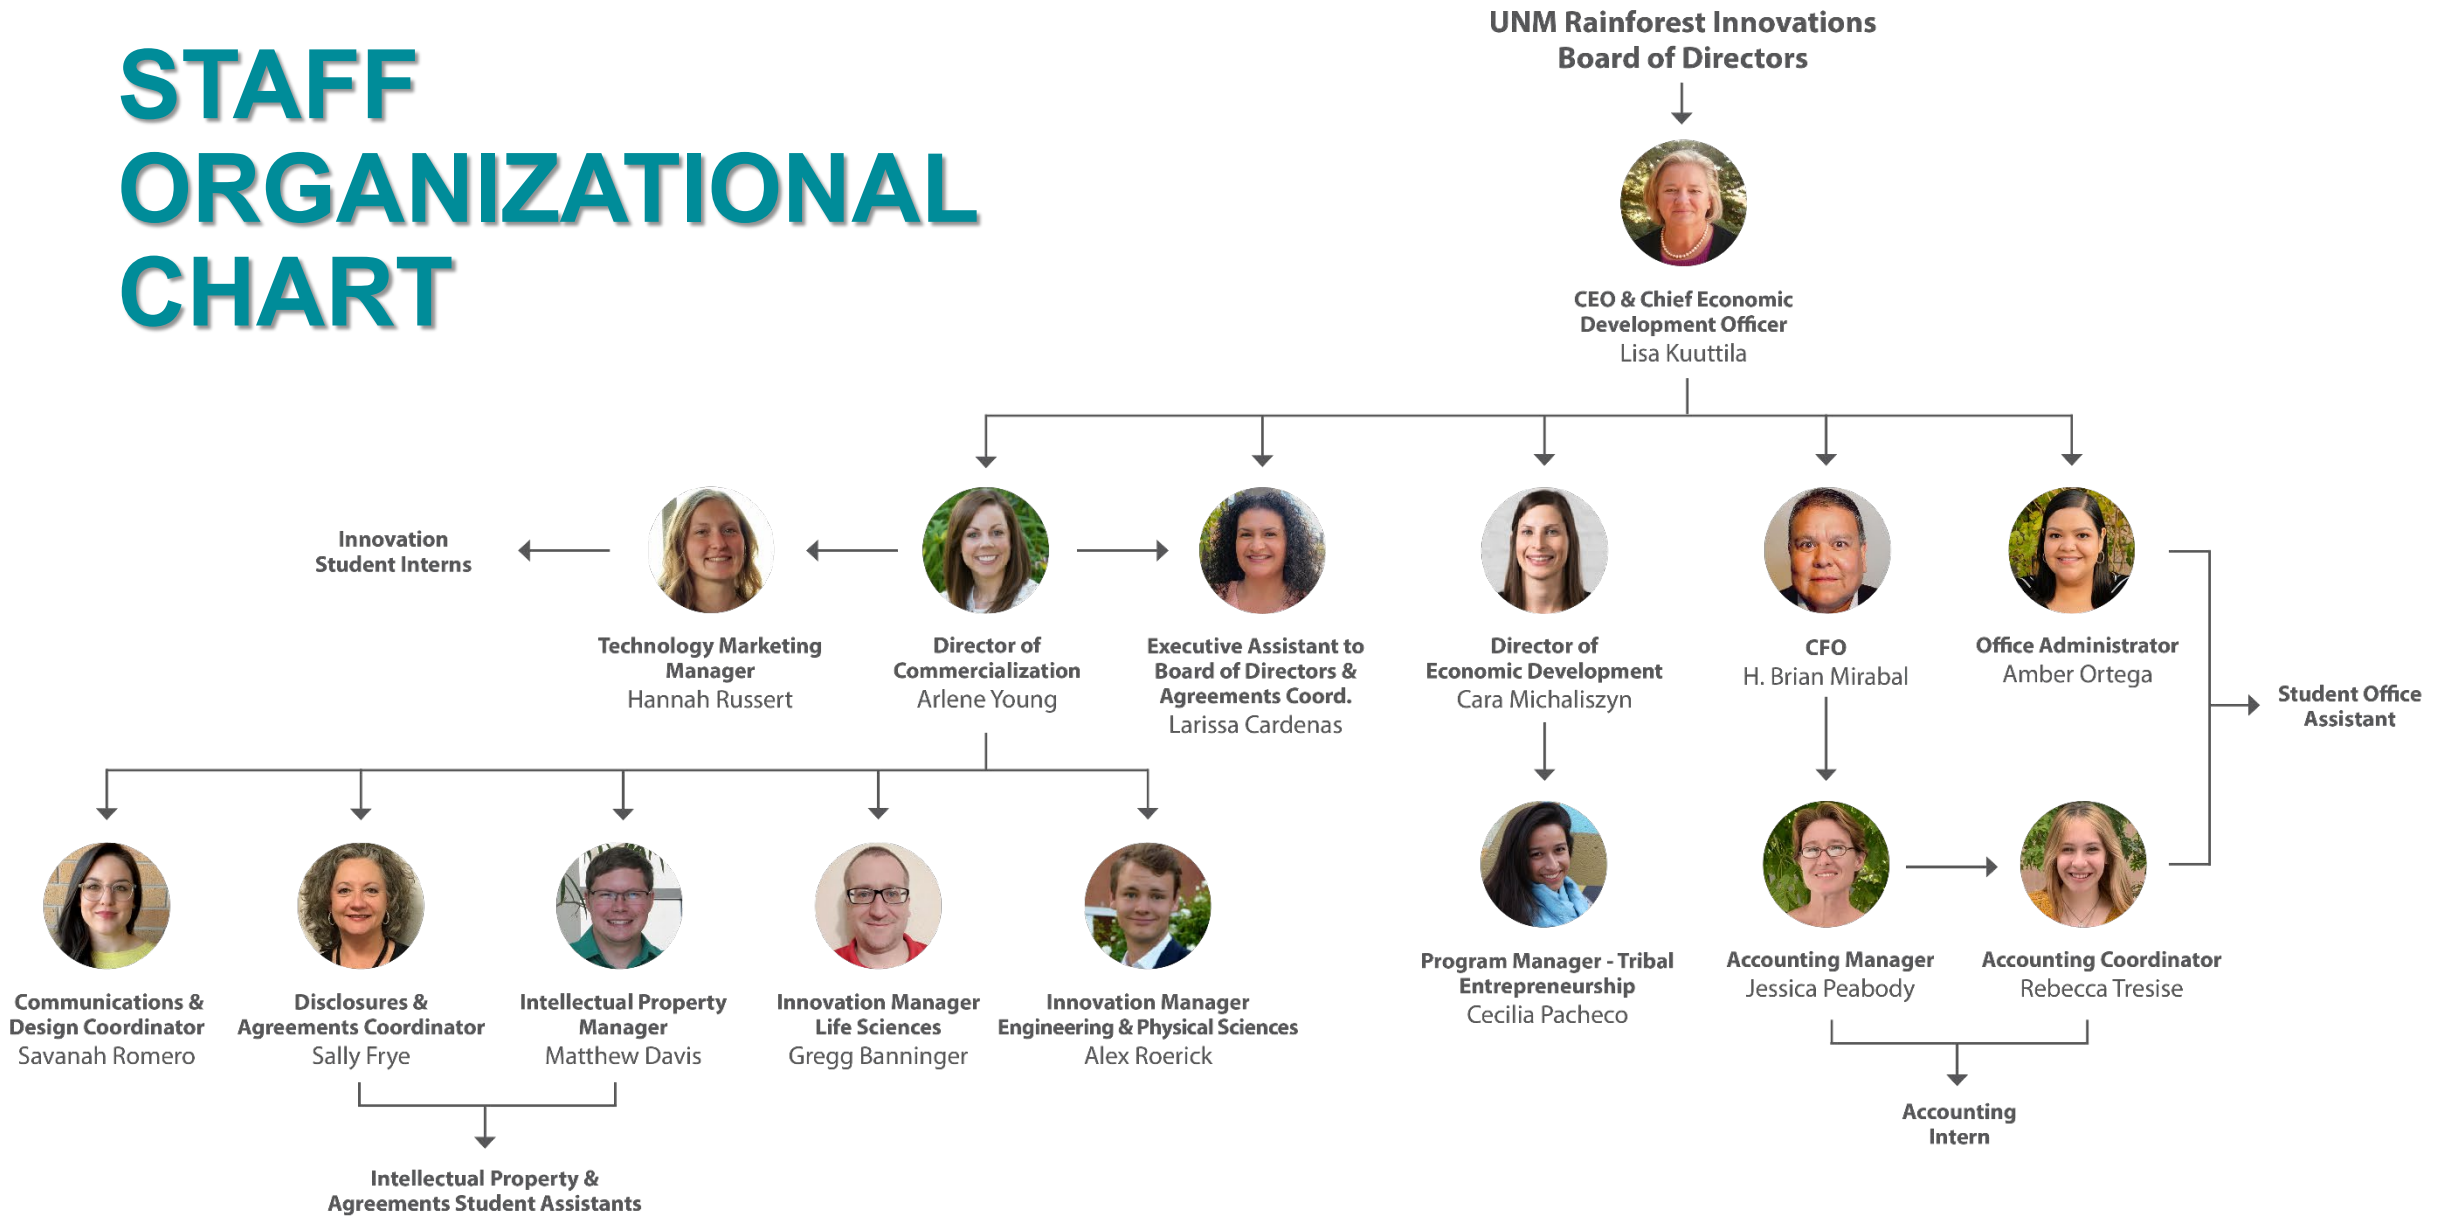 STAFF
ORGANIZATIONAL
CHART
UNM Rainforest Innovations
Board of Directors
CEO & Chief Economic
Development Officer
Lisa Kuuttila
Innovation
Student Interns
Technology Marketing
Manager
Hannah Russert
Director of
Commercialization
Arlene Young
Executive Assistant to
Board of Directors &
Agreements Coord.
Larissa Cardenas
Director of
Economic Development
Cara Michaliszyn
CFO
H. Brian Mirabal
Office Administrator
Amber Ortega
Student Office
Assistant
Communications &
Design Coordinator
Savanah Romero
Disclosures &
Agreements Coordinator
Sally Frye
Intellectual Property
Manager
Matthew Davis
Innovation Manager
Life Sciences
Gregg Banninger
Innovation Manager
Engineering & Physical Sciences
Alex Roerick
Program Manager - Tribal
Entrepreneurship
Cecilia Pacheco
Accounting Manager
Jessica Peabody
Accounting Coordinator
Rebecca Tresise
Accounting
Intern
Intellectual Property &
Agreements Student Assistants